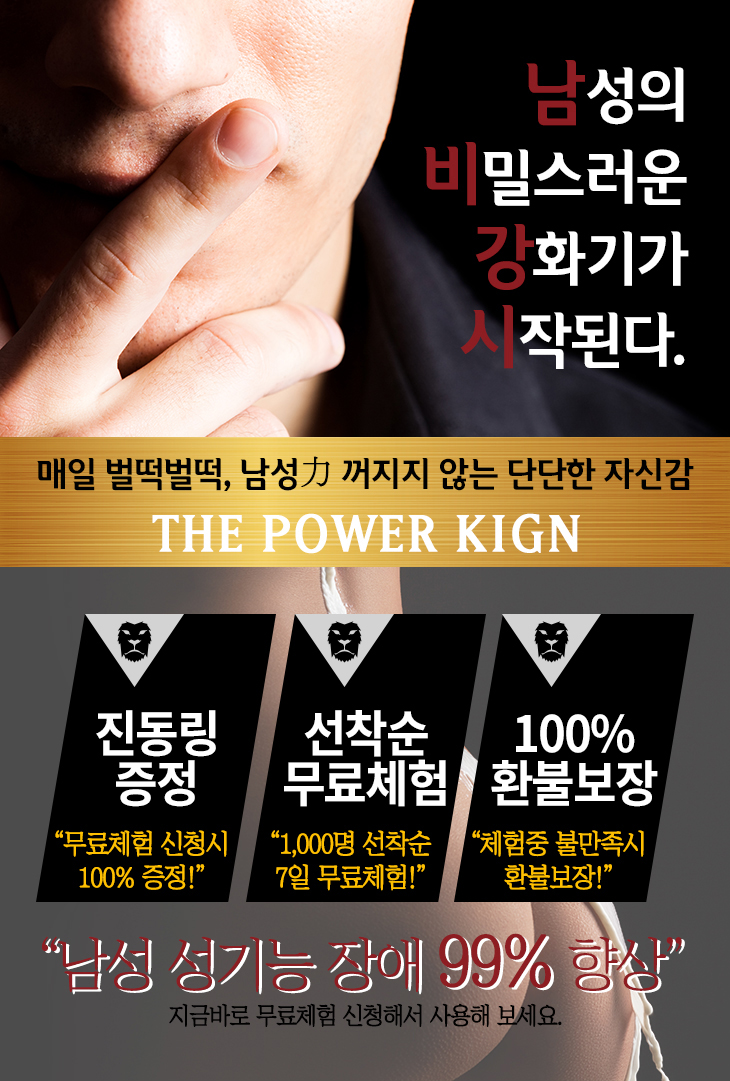 남성의
비밀스러운
강화기가
시작된다.
매일 벌떡벌떡, 남성力 꺼지지 않는 단단한 자신감
THE POWER KIGN
진동링
증정
“무료체험 신청시
100% 증정!”
선착순
무료체험
“1,000명 선착순
7일 무료체험!”
100%
환불보장
“체험중 불만족시
환불보장!”
“남성 성기능 장애 99% 향상”
지금바로 무료체험 신청해서 사용해 보세요.